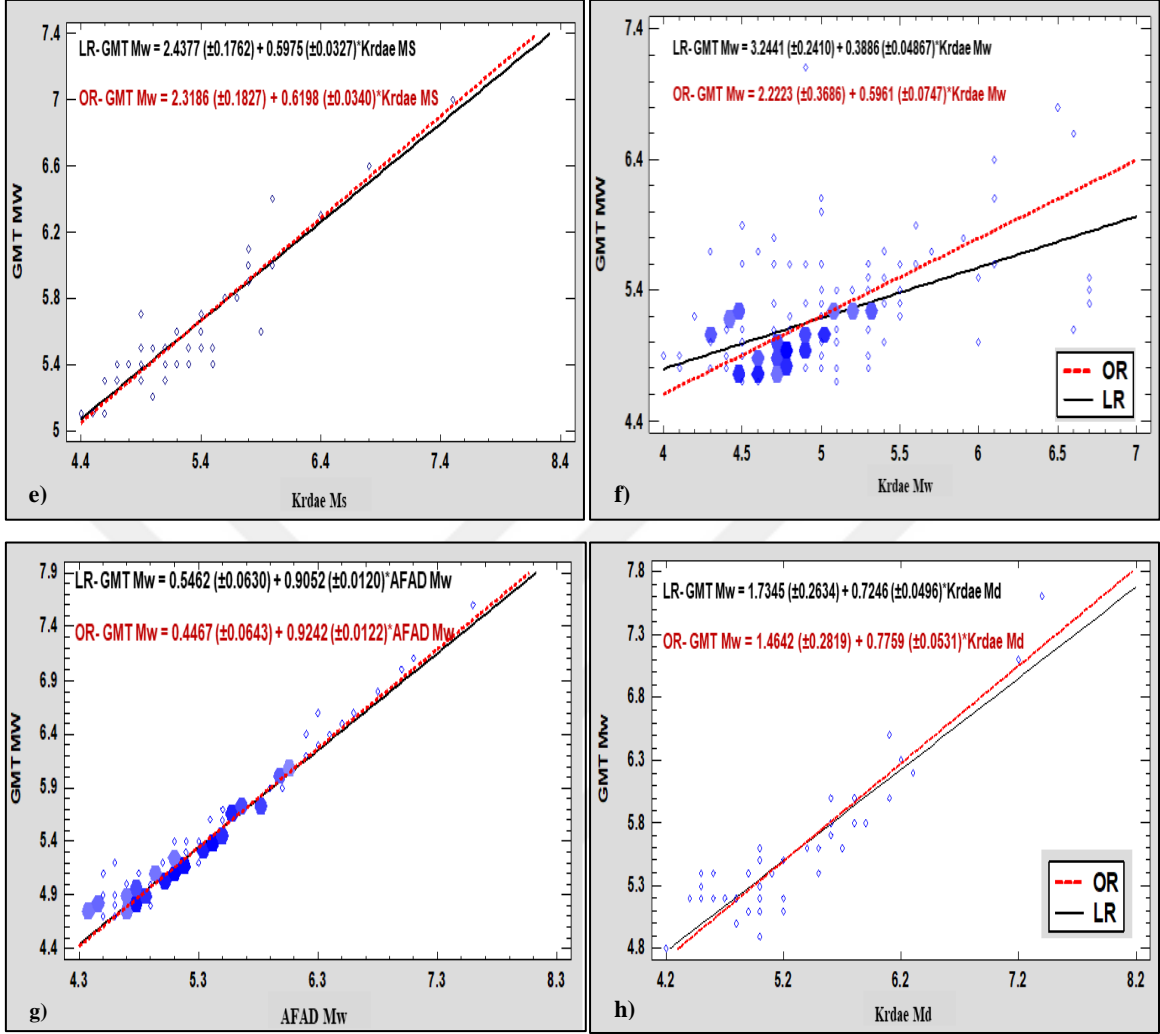 7.4
7
6.6
6.2
5.8
5.4
5
GMT MW
LR- GMT Mw = 2.4377 (±0.1762) + 0.5975 (±0.0327)*Krdae MS
OR- GMT Mw = 2.3186 (±0.1827) + 0.6198 (±0.0340)*Krdae MS
4.4 5.4 6.4 7.4 8.4
e)
Krdae Ms
7.4
6.4
5.4
4.4
GMT MW
LR- GMT Mw = 3.2441 (±0.2410) + 0.3886 (±0.04867)*Krdae Mw
OR- GMT Mw = 2.2223 (±0.3686) + 0.5961 (±0.0747)*Krdae Mw
OR
LR
4 4.5 5 5.5 6 6.5 7
f)
Krdae Mw
7.9
7.4
6.9
6.4
5.9
5.4
4.9
4.4
GMT MW
LR- GMT Mw = 0.5462 (±0.0630) + 0.9052 (±0.0120)*AFAD Mw
OR- GMT Mw = 0.4467 (±0.0643) + 0.9242 (±0.0122)*AFAD Mw
4.3 5.3 6.3 7.3 8.3
g)
AFAD Mw
7.8
7.3
6.8
6.3
5.8
5.3
4.8
GMT Mw
LR- GMT Mw = 1.7345 (±0.2634) + 0.7246 (±0.0496)*Krdae Md
OR- GMT Mw = 1.4642 (±0.2819) + 0.7759 (±0.0531)*Krdae Md
OR
LR
4.2 5.2 6.2 7.2 8.2
h)
Krdae Md